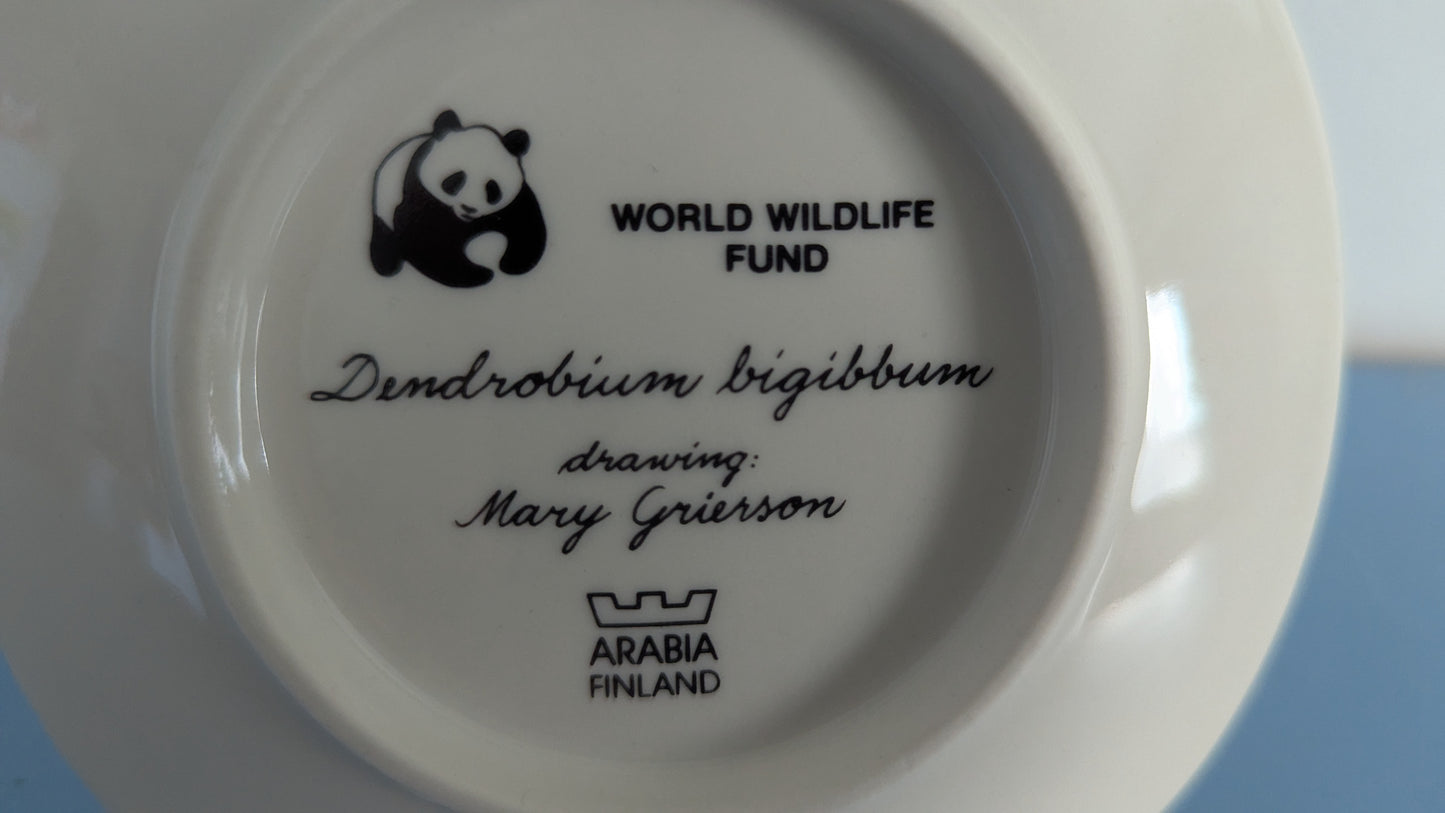 WORLD WILDLIFE
FUND
Dendrobium bigibbum
drawing:
Mary Grierson
ARABIA
FINLAND